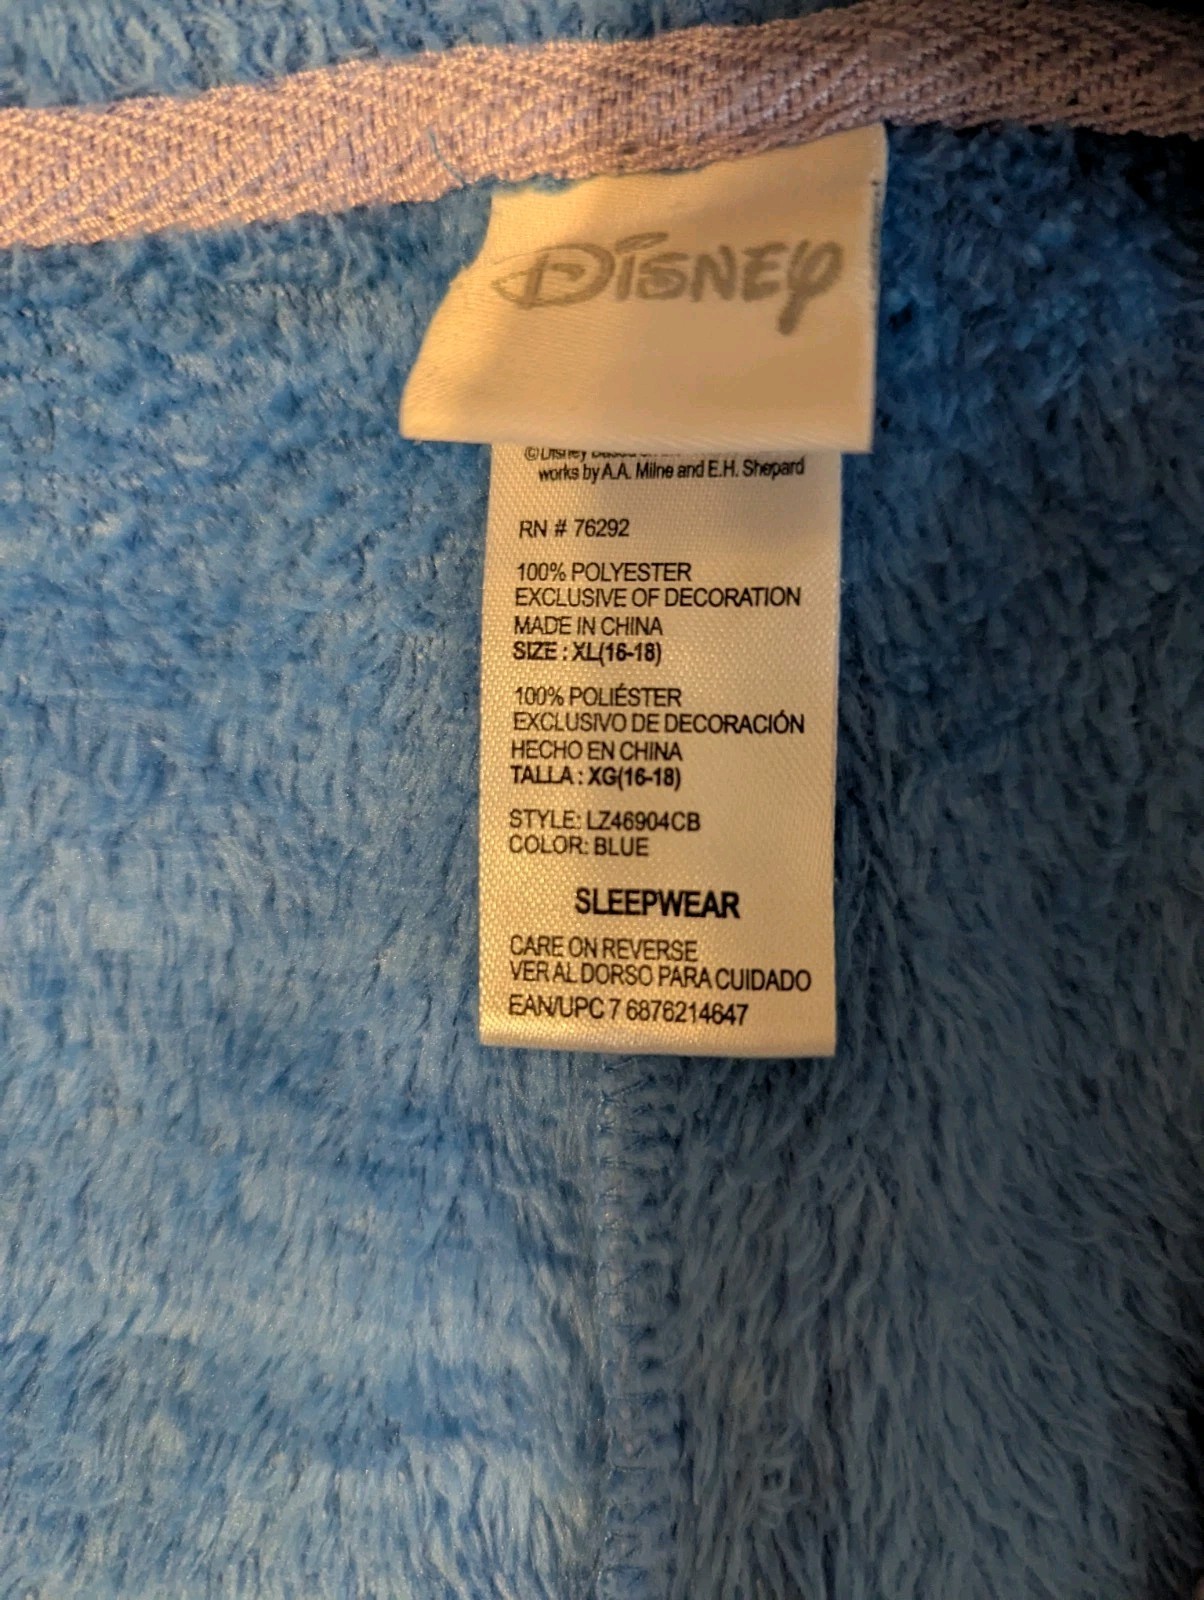 DISNEY
©Disney
works by A.A. Milne and E.H. Shepard
RN # 76292
100% POLYESTER
EXCLUSIVE OF DECORATION
MADE IN CHINA
SIZE : XL(16-18)
100% POLIÉSTER
EXCLUSIVO DE DECORACIÓN
HECHO EN CHINA
TALLA : XG(16-18)
STYLE: LZ46904CB
COLOR: BLUE
SLEEPWEAR
CARE ON REVERSE
VER AL DORSO PARA CUIDADO
EAN/UPC 7 6876214647